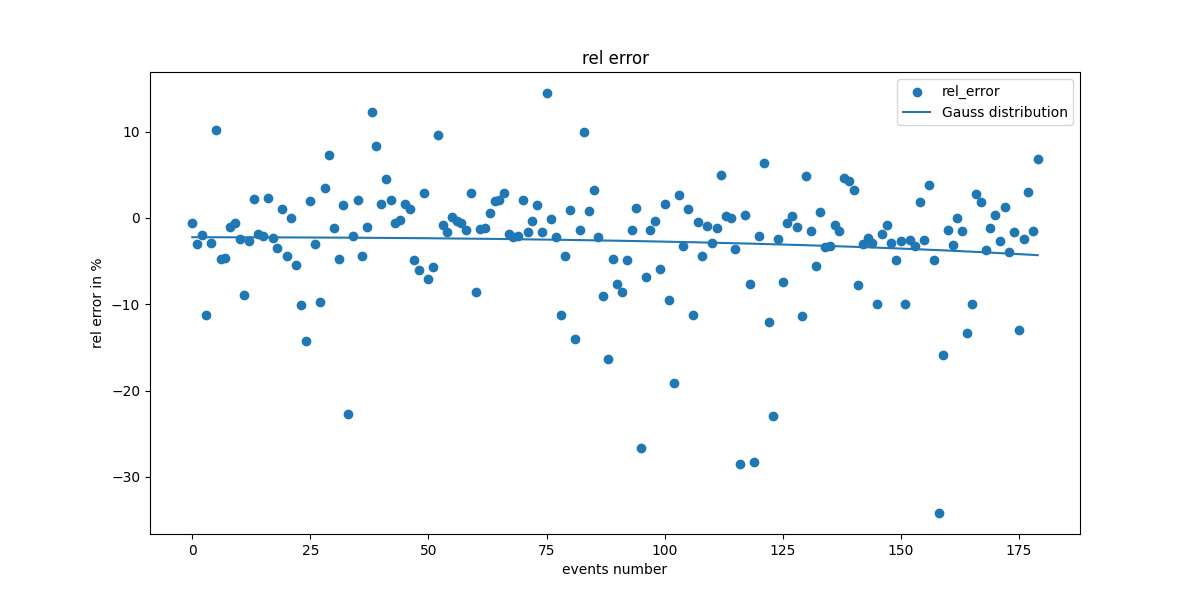 rel error
rel_error
Gauss distribution
10
0
−10
−20
−30
rel error in %
0 25 50 75 100 125 150 175
events number